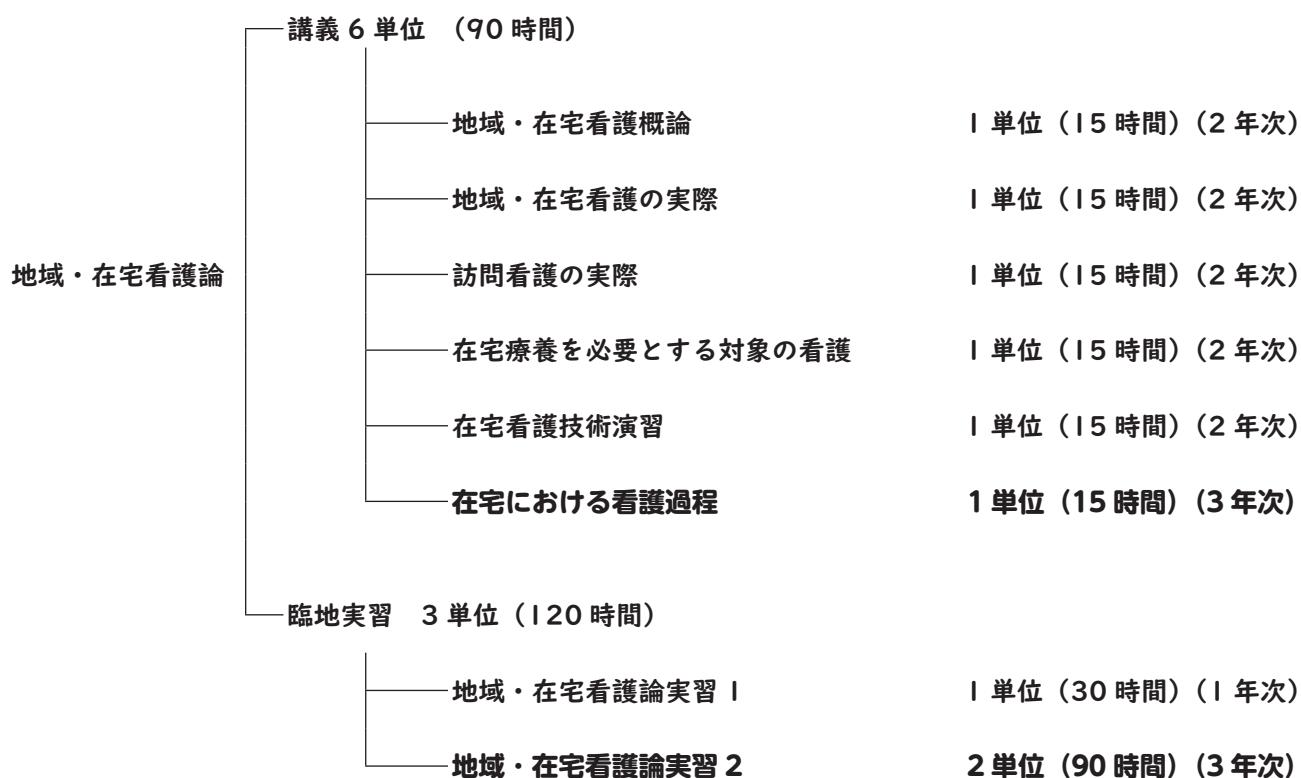 講義 6 単位 （90 時間）
地域・在宅看護概論 1 単位（15 時間）（2 年次）
地域・在宅看護の実際 1 単位（15 時間）（2 年次）
地域・在宅看護論
訪問看護の実際 1 単位（15 時間）（2 年次）
在宅療養を必要とする対象の看護 1 単位（15 時間）（2 年次）
在宅看護技術演習 1 単位（15 時間）（2 年次）
在宅における看護過程 1 単位（15 時間）（3 年次）
臨地実習 3 単位（120 時間）
地域・在宅看護論実習 1 1 単位（30 時間）（1 年次）
地域・在宅看護論実習 2 2 単位（90 時間）（3 年次）